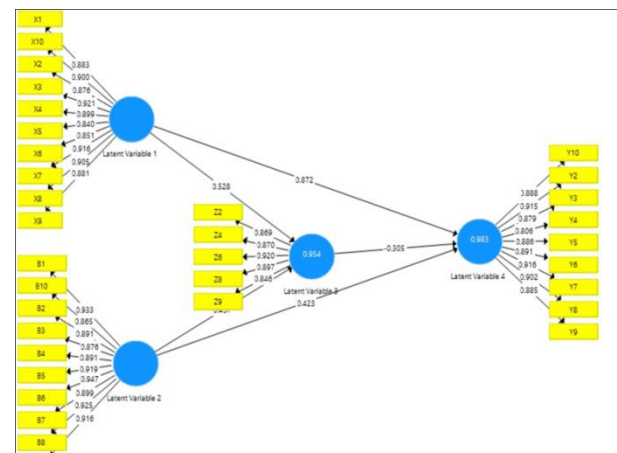 X1
X10
X2
X3
X4
X5
X6
X7
X8
X9
0.883
0.900
0.876
0.921
0.899
0.840
0.851
0.916
0.905
0.881
Latent Variable 1
0.528
0.872
Z2
Z4
Z6
Z8
Z9
0.869
0.870
0.920
0.897
0.846
0.954
Latent Variable 3
-0.305
0.423
B1
B10
B2
B3
B4
B5
B6
B7
B8
0.933
0.865
0.891
0.876
0.891
0.919
0.947
0.899
0.925
0.916
Latent Variable 2
0.983
Latent Variable 4
0.888
0.915
0.879
0.806
0.886
0.891
0.916
0.902
0.885
Y10
Y2
Y3
Y4
Y5
Y6
Y7
Y8
Y9